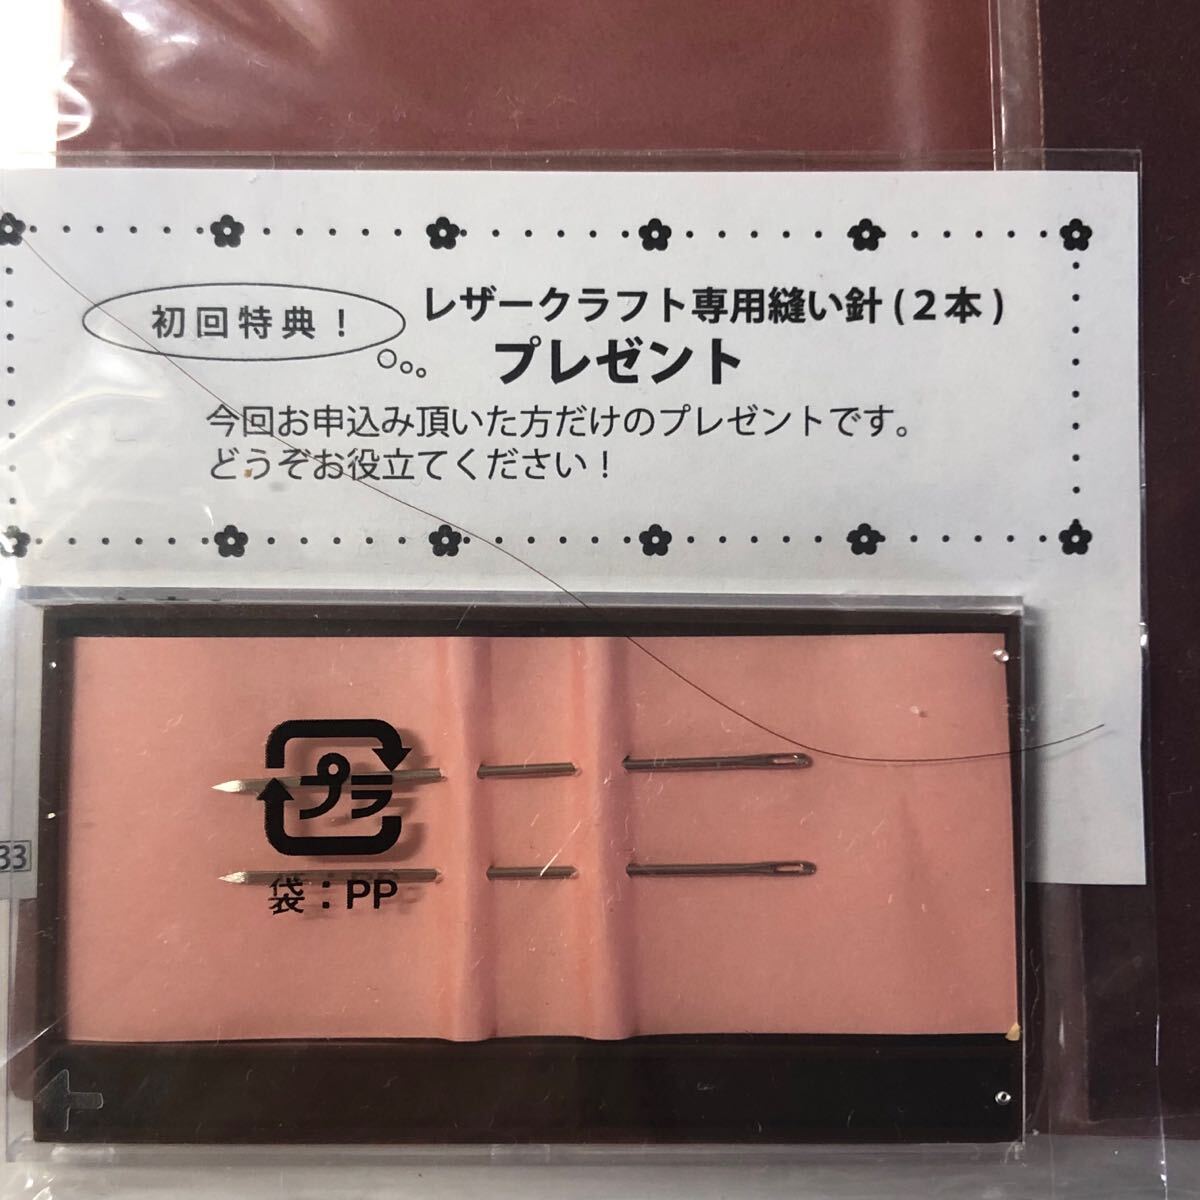 初回特典！
レザークラフト専用縫い針(2本)
プレゼント
今回お申込み頂いた方だけのプレゼントです。
どうぞお役立てください！
プラ
33
袋：PP